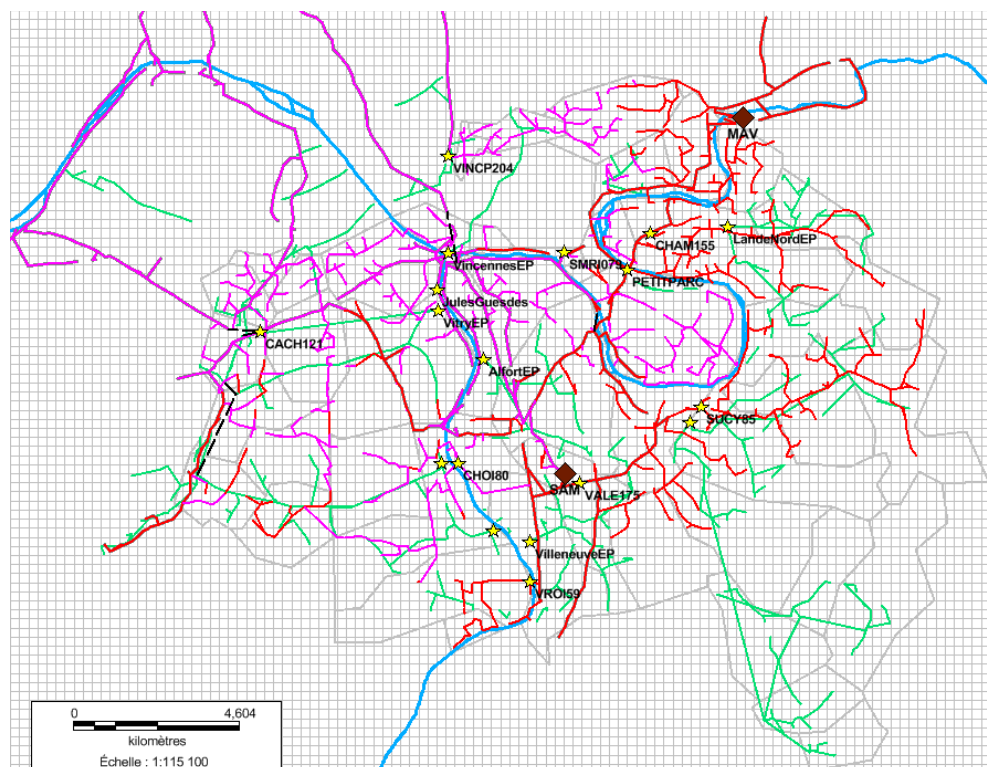 MAV
VINCP204
LandeNordEP
CHAM155
VincennesEP
SMRI079
PETITPARC
JulesGuesdes
VitryEP
CACH121
AlfortEP
SUCY85
CHOI80
SAM
VALE175
VilleneuveEP
VROI59
0 4,604
kilomètres
Échelle : 1:115 100